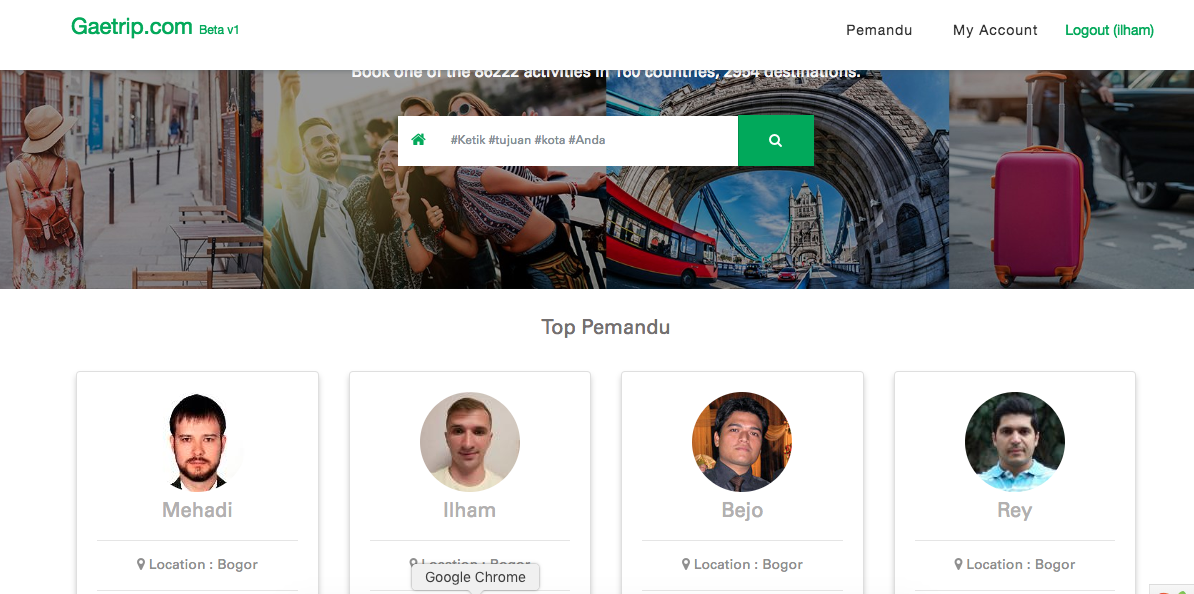 Gaetrip.com Beta v1
Pemandu My Account Logout (ilham)
Book one of the 86222 activities in 160 countries, 2954 destinations.
#Ketik #tujuan #kota #Anda
Top Pemandu
Mehadi
Ilham
Bejo
Rey
Location : Bogor
Location : Bogor
Location : Bogor
Location : Bogor
Google Chrome